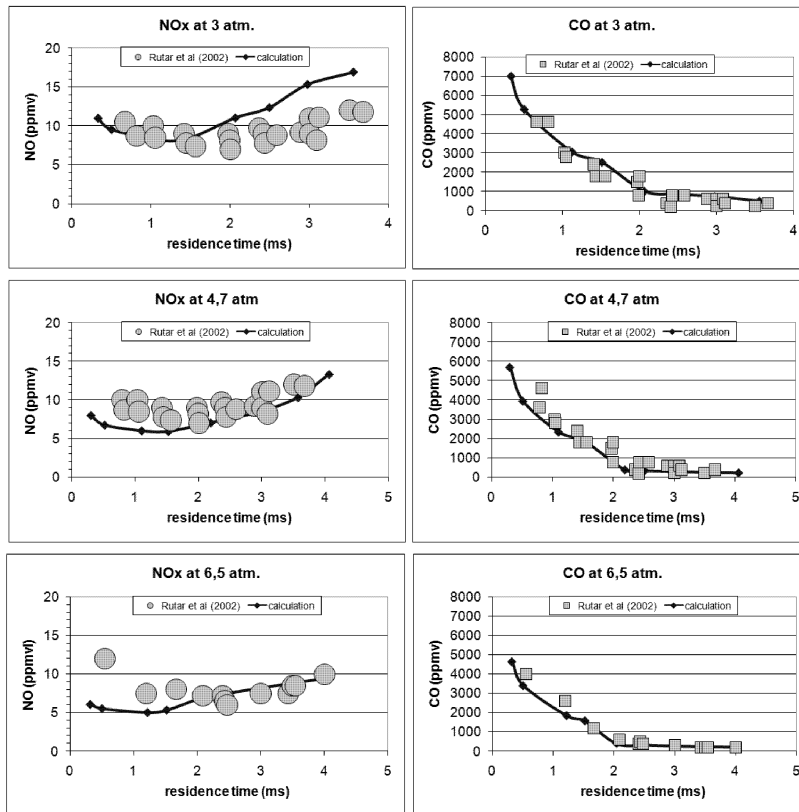 NOx at 3 atm.
Rutar et al (2002) calculation
20
15
10
5
0
NO (ppmv)
0 1 2 3 4
residence time (ms)
CO at 3 atm.
Rutar et al (2002) calculation
8000
7000
6000
5000
4000
3000
2000
1000
0
CO (ppmv)
0 1 2 3 4
residence time (ms)
NOx at 4,7 atm
Rutar et al (2002) calculation
20
15
10
5
0
NO (ppmv)
0 1 2 3 4 5
residence time (ms)
CO at 4,7 atm
Rutar et al (2002) calculation
8000
7000
6000
5000
4000
3000
2000
1000
0
CO (ppmv)
0 1 2 3 4 5
residence time (ms)
NOx at 6,5 atm.
Rutar et al (2002) calculation
20
15
10
5
0
NO (ppmvl)
0 1 2 3 4 5
residence time (ms)
CO at 6,5 atm.
Rutar et al (2002) calculation
8000
7000
6000
5000
4000
3000
2000
1000
0
CO (ppmv)
0 1 2 3 4 5
residence time (ms)